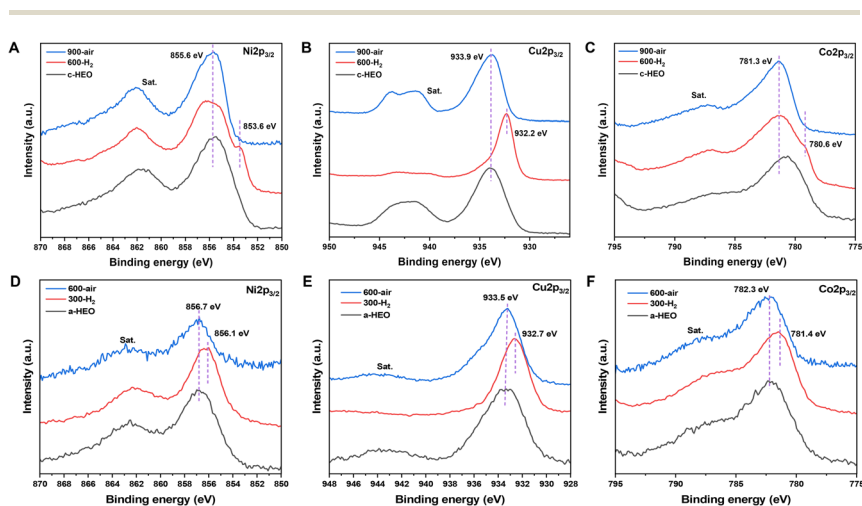 A
900-air
600-H₂
c-HEO
Ni2p₃/₂
855.6 eV
Sat.
853.6 eV
Intensity (a.u.)
870 868 866 864 862 860 858 856 854 852 850
Binding energy (eV)
B
900-air
600-H₂
c-HEO
Cu2p₃/₂
933.9 eV
Sat.
932.2 eV
Intensity (a.u.)
950 945 940 935 930
Binding energy (eV)
C
900-air
600-H₂
c-HEO
Co2p₃/₂
781.3 eV
Sat.
780.6 eV
Intensity (a.u.)
795 790 785 780 775
Binding energy (eV)
D
600-air
300-H₂
a-HEO
Ni2p₃/₂
856.7 eV
856.1 eV
Sat.
Intensity (a.u.)
870 868 866 864 862 860 858 856 854 852 850
Binding energy (eV)
E
600-air
300-H₂
a-HEO
Cu2p₃/₂
933.5 eV
932.7 eV
Sat.
Intensity (a.u.)
948 946 944 942 940 938 936 934 932 930 928
Binding energy (eV)
F
600-air
300-H₂
a-HEO
Co2p₃/₂
782.3 eV
781.4 eV
Sat.
Intensity (a.u.)
795 790 785 780 775
Binding energy (eV)